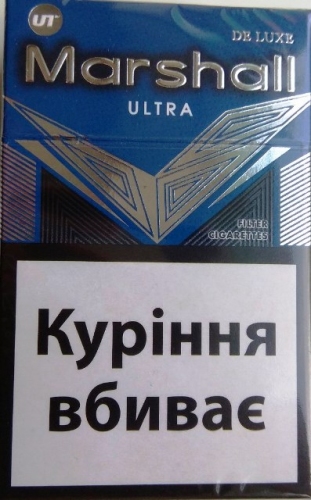 UT
DE LUXE
Marshall
ULTRA
FILTER
CIGARETTES
Куріння
вбиває